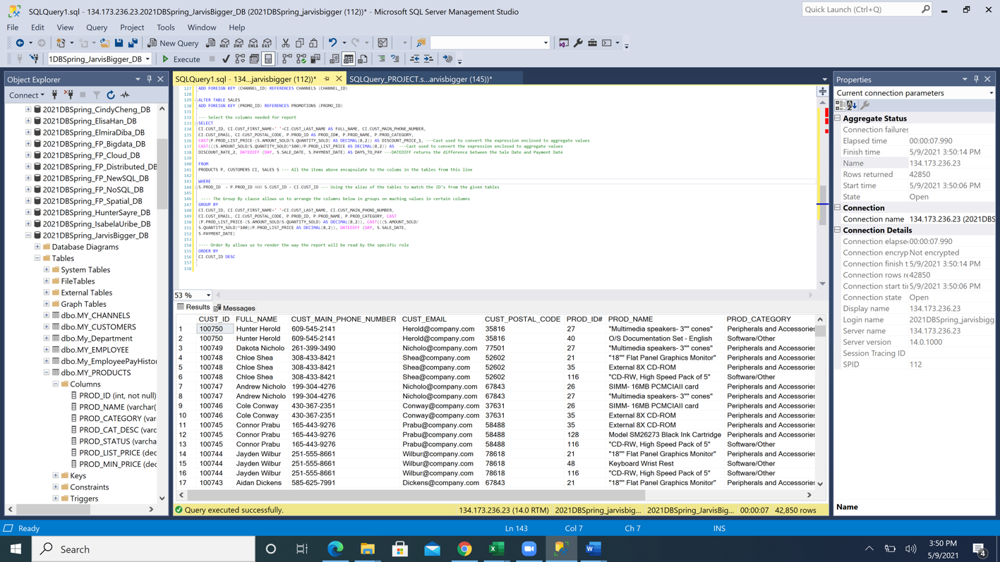 SQLQuery1.sql - 134.173.236.23.2021DBSpring_JarvisBigger_DB (2021DBSpring_jarvisbigger (112))* - Microsoft SQL Server Management Studio
Quick Launch (Ctrl+Q)
File Edit View Query Project Tools Window Help
New Query
MDX DMX XMLA DAX
1DBSpring_JarvisBigger_DB
Execute
Object Explorer
Connect
2021DBSpring_CindyCheng_DB
2021DBSpring_ElisaHan_DB
2021DBSpring_ElmiraDiba_DB
2021DBSpring_FP_Bigdata_DB
2021DBSpring_FP_Cloud_DB
2021DBSpring_FP_Distributed_DB
2021DBSpring_FP_NewSQL_DB
2021DBSpring_FP_NoSQL_DB
2021DBSpring_FP_Spatial_DB
2021DBSpring_HunterSayre_DB
2021DBSpring_IsabelaUribe_DB
2021DBSpring_JarvisBigger_DB
Database Diagrams
Tables
System Tables
FileTables
External Tables
Graph Tables
dbo.MY_CHANNELS
dbo.MY_CUSTOMERS
dbo.My_Department
dbo.MY_EMPLOYEE
dbo.My_EmployeePayHistor
dbo.MY_PRODUCTS
Columns
PROD_ID (int, not null)
PROD_NAME (varchar(
PROD_CATEGORY (var
PROD_CAT_DESC (varc
PROD_STATUS (varcha
PROD_LIST_PRICE (dec
PROD_MIN_PRICE (dec
Keys
Constraints
Triggers
SQLQuery1.sql - 134...jarvisbigger (112))*
SQLQuery_PROJECT.s...arvisbigger (145))*
127 ADD FOREIGN KEY (CHANNEL_ID) REFERENCES CHANNELS (CHANNEL_ID)
128
129 ALTER TABLE SALES
130 ADD FOREIGN KEY (PROMO_ID) REFERENCES PROMOTIONS (PROMO_ID)
131
132 --- Select the columns needed for report
133 SELECT
134 CI.CUST_ID, CI.CUST_FIRST_NAME+' '+CI.CUST_LAST_NAME AS FULL_NAME, CI.CUST_MAIN_PHONE_NUMBER,
135 CI.CUST_EMAIL, CI.CUST_POSTAL_CODE, P.PROD_ID AS PROD_ID#, P.PROD_NAME, P.PROD_CATEGORY,
136 CAST(P.PROD_LIST_PRICE-(S.AMOUNT_SOLD/S.QUANTITY_SOLD) AS DECIMAL(8,2)) AS DISCOUNT_PRICE_1, ---Cast used to convert the expression enclosed to aggregate values
137 CAST(((S.AMOUNT_SOLD/S.QUANTITY_SOLD)*100)/P.PROD_LIST_PRICE AS DECIMAL(8,2)) AS ---Cast used to convert the expression enclosed to aggregate values
138 DISCOUNT_RATE_2, DATEDIFF (DAY, S.SALE_DATE, S.PAYMENT_DATE) AS DAYS_TO_PAY ---DATEDIFF returns the difference between the Sale Date and Payment Date
139
140 FROM
141 PRODUCTS P, CUSTOMERS CI, SALES S --- All the items above encapsulate to the colums in the tables from this line
142
143 WHERE
144 S.PROD_ID = P.PROD_ID AND S.CUST_ID = CI.CUST_ID --- Using the alias of the tables to match the ID's from the given tables
145
146 ---- The Group By clause allows us to arrange the columns below in groups on maching values in certain columns
147 GROUP BY
148 CI.CUST_ID, CI.CUST_FIRST_NAME+' '+CI.CUST_LAST_NAME, CI.CUST_MAIN_PHONE_NUMBER,
149 CI.CUST_EMAIL, CI.CUST_POSTAL_CODE, P.PROD_ID, P.PROD_NAME, P.PROD_CATEGORY, CAST
150 (P.PROD_LIST_PRICE-(S.AMOUNT_SOLD/S.QUANTITY_SOLD) AS DECIMAL(8,2)), CAST(((S.AMOUNT_SOLD/
151 S.QUANTITY_SOLD)*100)/P.PROD_LIST_PRICE AS DECIMAL(8,2)), DATEDIFF (DAY, S.SALE_DATE,
152 S.PAYMENT_DATE)
153
154 ---- Order By allows us to render the way the report will be read by the specific role
155 ORDER BY
156 CI.CUST_ID DESC
157
158
53 %
Results Messages
CUST_ID FULL_NAME CUST_MAIN_PHONE_NUMBER CUST_EMAIL CUST_POSTAL_CODE PROD_ID# PROD_NAME PROD_CATEGORY
1 100750 Hunter Herold 609-545-2141 Herold@company.com 35816 27 "Multimedia speakers- 3"" cones" Peripherals and Accessories
2 100750 Hunter Herold 609-545-2141 Herold@company.com 35816 40 O/S Documentation Set - English Software/Other
3 100749 Dakota Nicholo 261-399-3490 Nicholo@company.com 77501 27 "Multimedia speakers- 3"" cones" Peripherals and Accessories
4 100748 Chloe Shea 308-433-8421 Shea@company.com 52602 21 "18"" Flat Panel Graphics Monitor" Peripherals and Accessories
5 100748 Chloe Shea 308-433-8421 Shea@company.com 52602 35 External 8X CD-ROM Peripherals and Accessories
6 100748 Chloe Shea 308-433-8421 Shea@company.com 52602 116 "CD-RW, High Speed Pack of 5" Software/Other
7 100747 Andrew Nicholo 199-304-4276 Nicholo@company.com 67843 26 SIMM- 16MB PCMCIAII card Peripherals and Accessories
8 100747 Andrew Nicholo 199-304-4276 Nicholo@company.com 67843 27 "Multimedia speakers- 3"" cones" Peripherals and Accessories
9 100746 Cole Conway 430-367-2351 Conway@company.com 37631 26 SIMM- 16MB PCMCIAII card Peripherals and Accessories
10 100746 Cole Conway 430-367-2351 Conway@company.com 37631 35 External 8X CD-ROM Peripherals and Accessories
11 100745 Connor Prabu 165-443-9276 Prabu@company.com 58488 35 External 8X CD-ROM Peripherals and Accessories
12 100745 Connor Prabu 165-443-9276 Prabu@company.com 58488 128 Model SM26273 Black Ink Cartridge Peripherals and Accessories
13 100745 Connor Prabu 165-443-9276 Prabu@company.com 58488 116 "CD-RW, High Speed Pack of 5" Software/Other
14 100744 Jayden Wilbur 251-555-8661 Wilbur@company.com 78618 21 "18"" Flat Panel Graphics Monitor" Peripherals and Accessories
15 100744 Jayden Wilbur 251-555-8661 Wilbur@company.com 78618 48 Keyboard Wrist Rest Software/Other
16 100744 Jayden Wilbur 251-555-8661 Wilbur@company.com 78618 116 "CD-RW, High Speed Pack of 5" Software/Other
17 100743 Aidan Dickens 585-625-7991 Dickens@company.com 67843 21 "18"" Flat Panel Graphics Monitor" Peripherals and Accessories
Query executed successfully. 134.173.236.23 (14.0 RTM) 2021DBSpring_jarvisbig... 2021DBSpring_JarvisBig... 00:00:07 42,850 rows
Properties
Current connection parameters
Aggregate Status
Connection failures
Elapsed time 00:00:07.990
Finish time 5/9/2021 3:50:14 PM
Name 134.173.236.23
Rows returned 42850
Start time 5/9/2021 3:50:06 PM
State Open
Connection
Connection name 134.173.236.23 (2021DBS
Connection Details
Connection elapse 00:00:07.990
Connection encryp Not encrypted
Connection finish t 5/9/2021 3:50:14 PM
Connection rows re 42850
Connection start ti 5/9/2021 3:50:06 PM
Connection state Open
Display name 134.173.236.23
Login name 2021DBSpring_jarvisbigg
Server name 134.173.236.23
Server version 14.0.1000
Session Tracing ID
SPID 112
Name
Ready Ln 143 Col 7 Ch 7 INS
Search
3:50 PM
5/9/2021
4